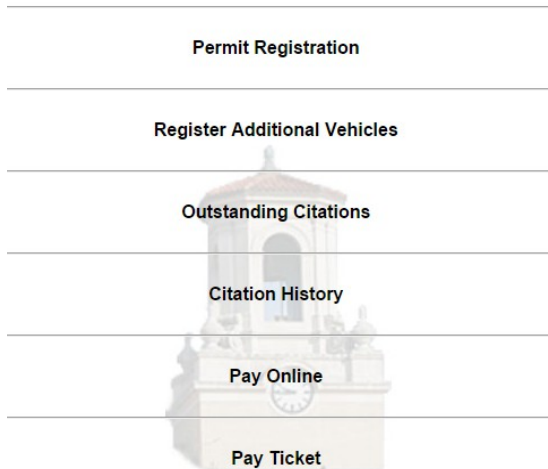 Permit Registration
Register Additional Vehicles
Outstanding Citations
Citation History
Pay Online
Pay Ticket